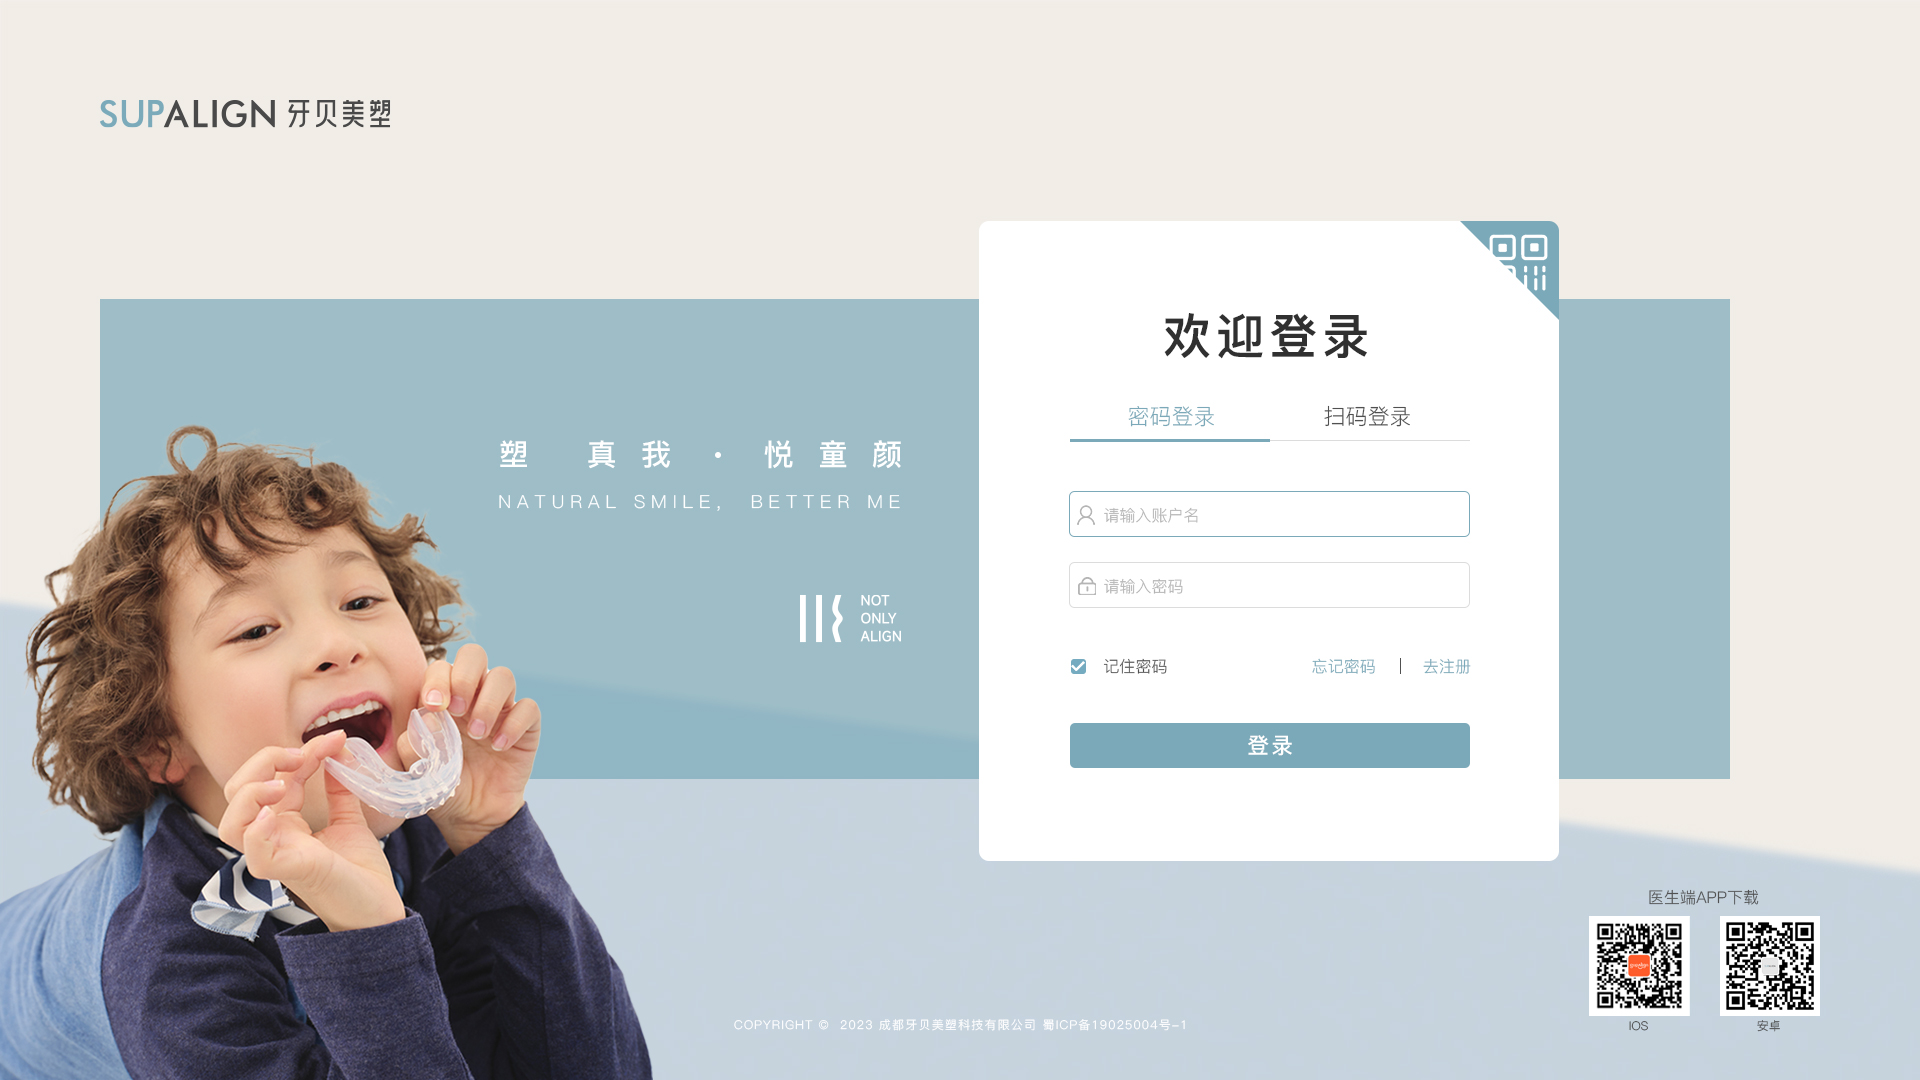 SUPALIGN 牙贝美塑
欢迎登录
密码登录 扫码登录
塑 真我·悦童颜
NATURAL SMILE, BETTER ME
请输入账户名
请输入密码
NOT
ONLY
ALIGN
记住密码 忘记密码 | 去注册
登录
医生端APP下载
IOS 安卓
COPYRIGHT © 2023 成都牙贝美塑科技有限公司 蜀ICP备19025004号-1